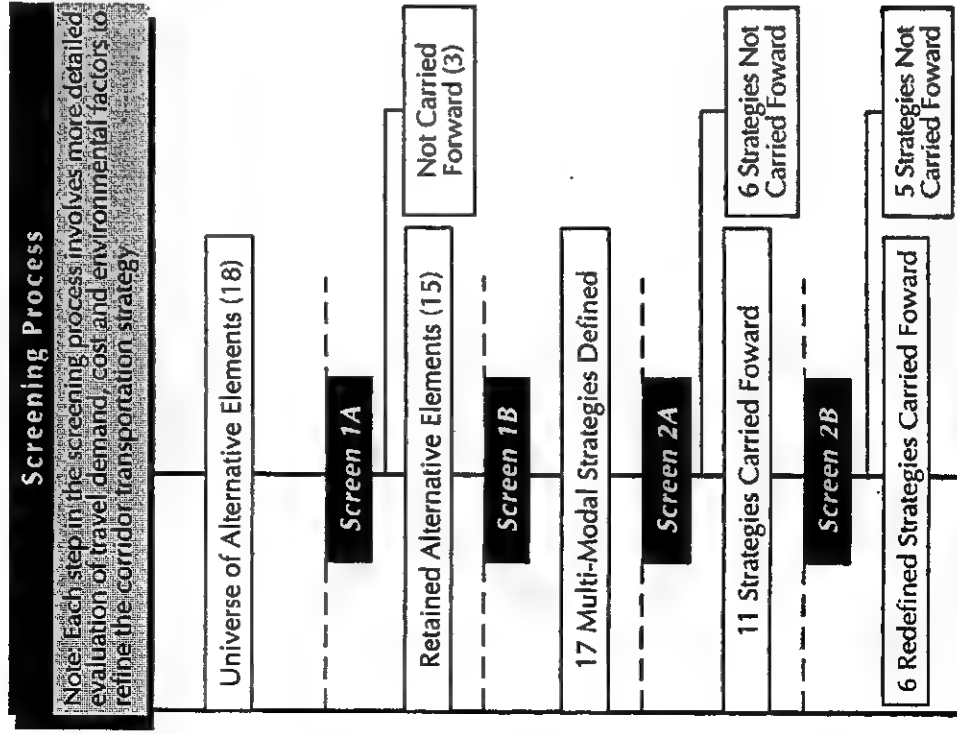 Screening Process
Note: Each step in the screening process involves more detailed
evaluation of travel demand, cost and environmental factors to
refine the corridor transportation strategy
Universe of Alternative Elements (18)
Screen 1A
Not Carried
Forward (3)
Retained Alternative Elements (15)
Screen 1B
17 Multi-Modal Strategies Defined
Screen 2A
6 Strategies Not
Carried Foward
11 Strategies Carried Foward
Screen 2B
5 Strategies Not
Carried Foward
6 Redefined Strategies Carried Foward